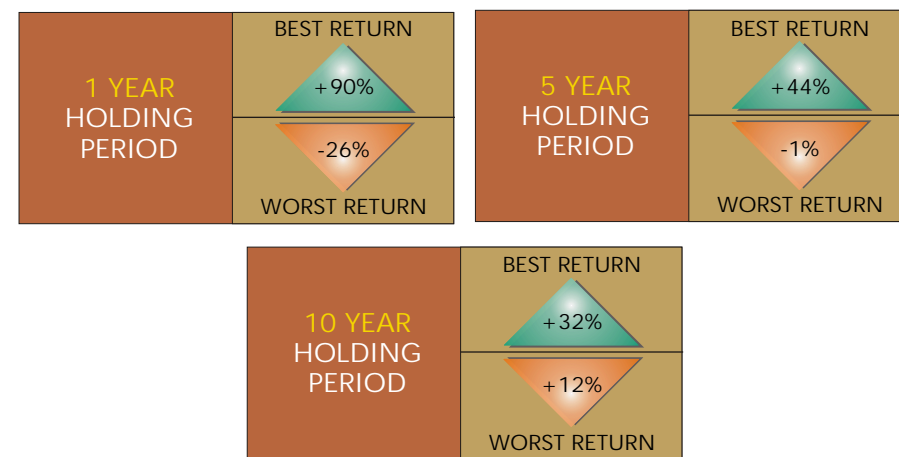 1 YEAR
HOLDING
PERIOD
BEST RETURN
+90%
-26%
WORST RETURN
5 YEAR
HOLDING
PERIOD
BEST RETURN
+44%
-1%
WORST RETURN
10 YEAR
HOLDING
PERIOD
BEST RETURN
+32%
+12%
WORST RETURN